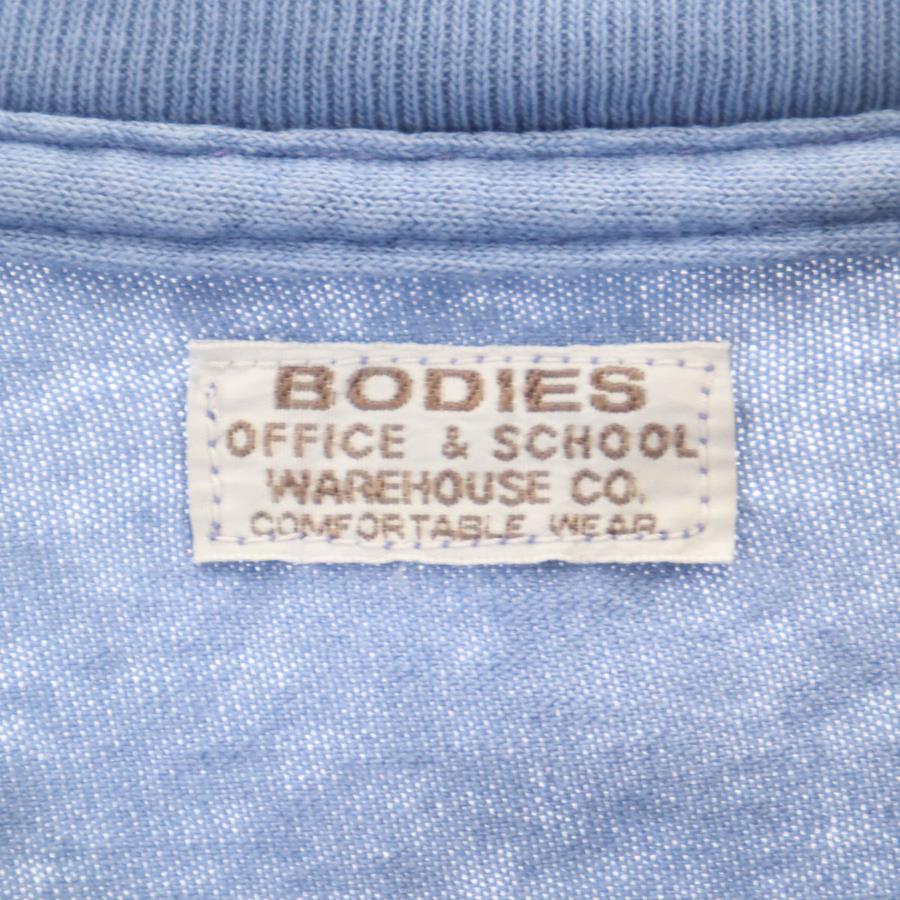 BODIES
OFFICE & SCHOOL
WAREHOUSE CO.
COMFORTABLE WEAR.